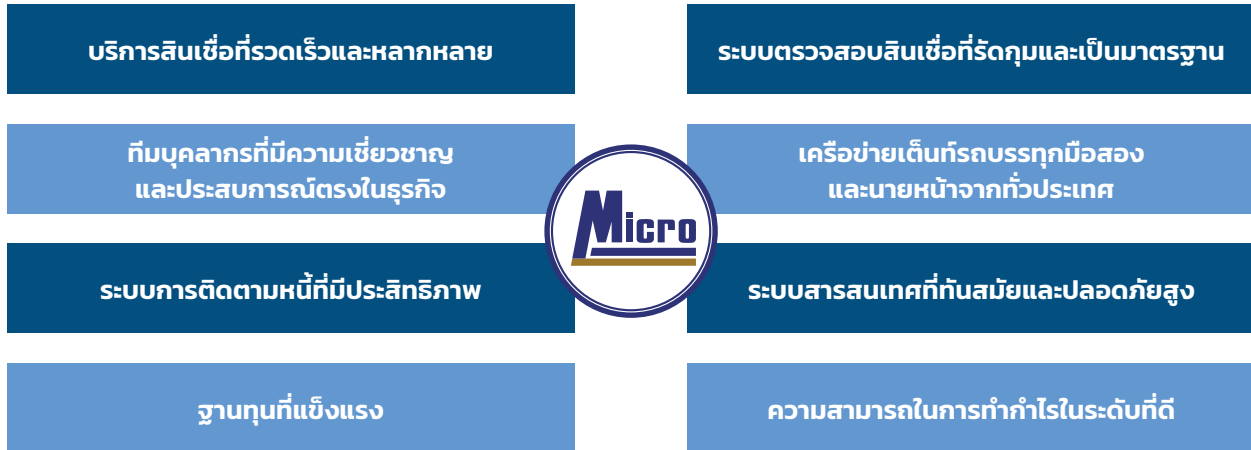 บริการสินเชื่อที่รวดเร็วและหลากหลาย
ระบบตรวจสอบสินเชื่อที่รัดกุมและเป็นมาตรฐาน
ทีมบุคลากรที่มีความเชี่ยวชาญ
และประสบการณ์ตรงในธุรกิจ
เครือข่ายเต็นท์รถบรรทุกมือสอง
และนายหน้าจากทั่วประเทศ
Micro
ระบบการติดตามหนี้ที่มีประสิทธิภาพ
ระบบสารสนเทศที่ทันสมัยและปลอดภัยสูง
ฐานทุนที่แข็งแรง
ความสามารถในการทำกำไรในระดับที่ดี